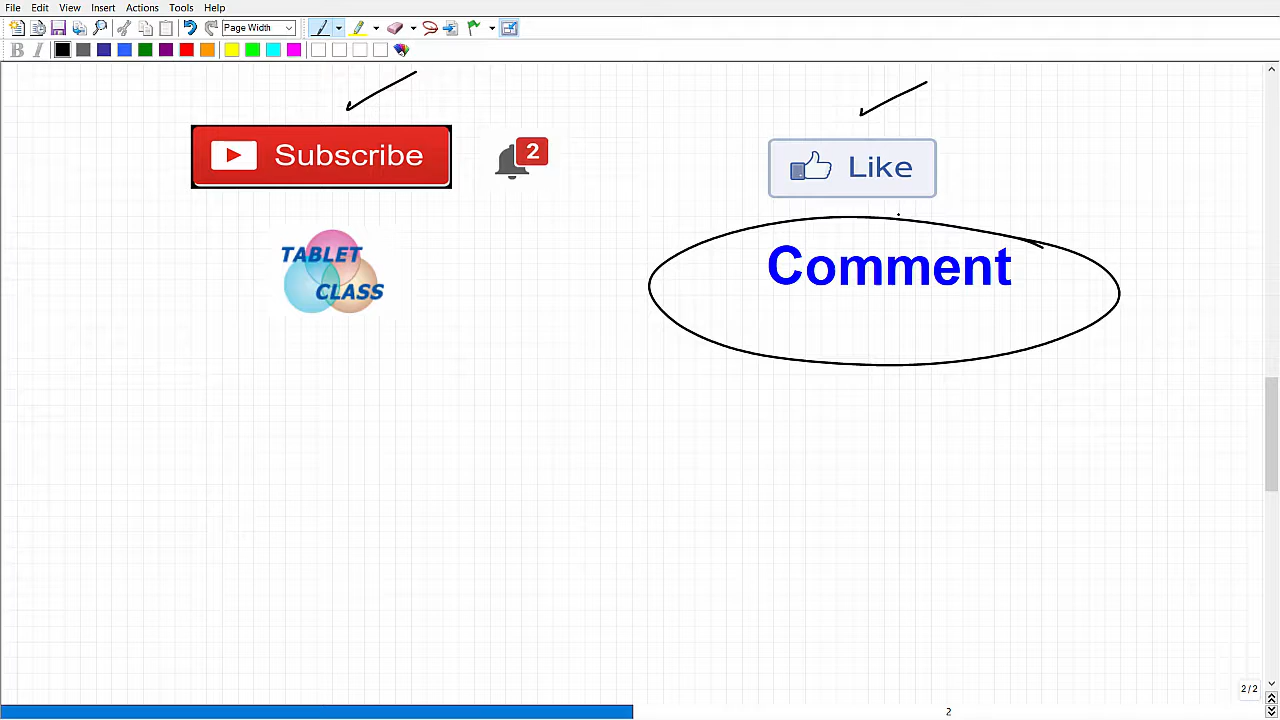 File Edit View Insert Actions Tools Help
Page Width
B I
Subscribe
2
Like
TABLET
CLASS
Comment
2/2
2